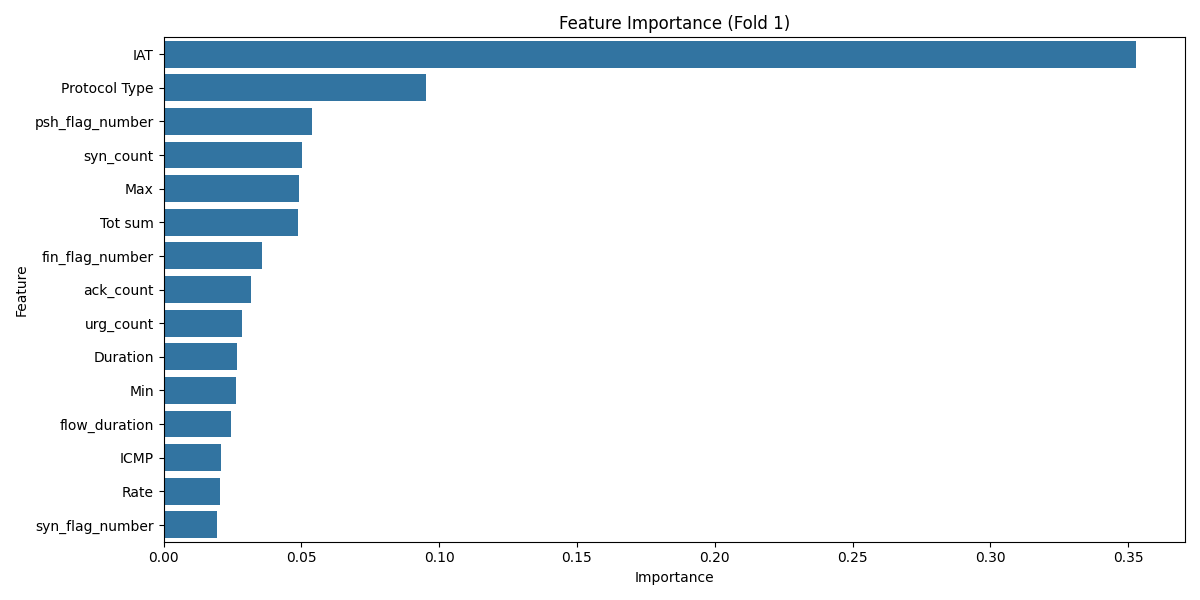 Feature Importance (Fold 1)
Feature
IAT
Protocol Type
psh_flag_number
syn_count
Max
Tot sum
fin_flag_number
ack_count
urg_count
Duration
Min
flow_duration
ICMP
Rate
syn_flag_number
0.00 0.05 0.10 0.15 0.20 0.25 0.30 0.35
Importance